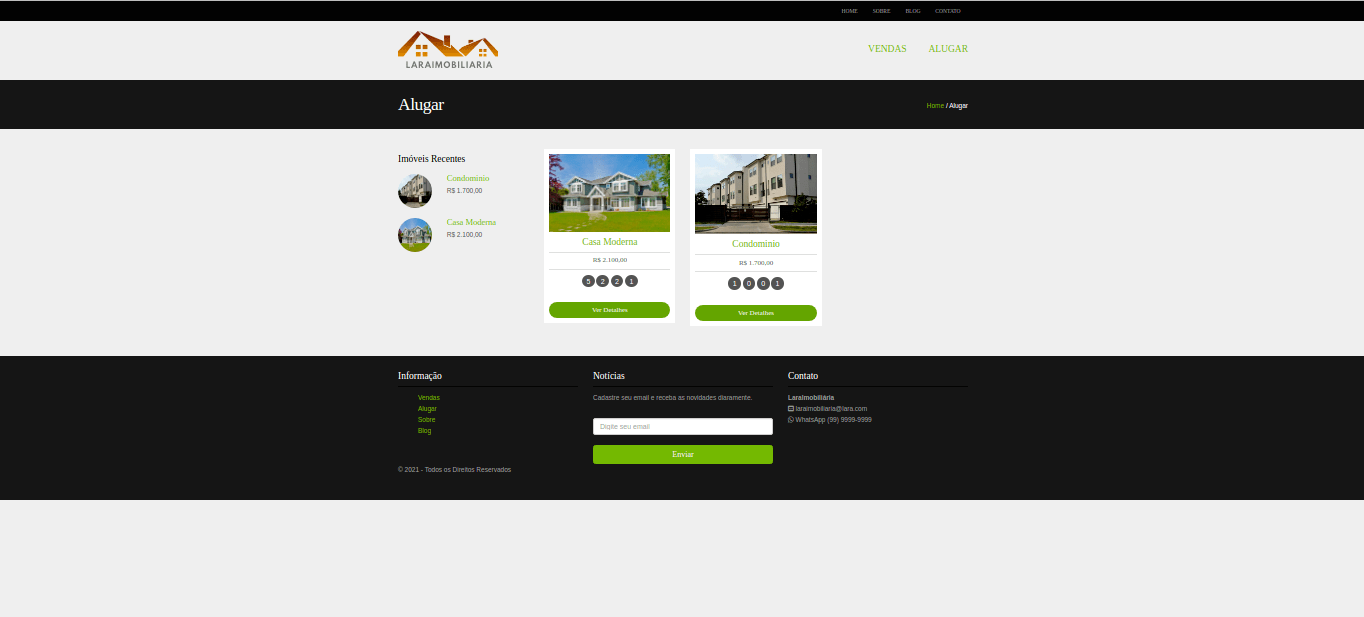 HOME SOBRE BLOG CONTATO
LARAIMOBILIARIA
VENDAS ALUGAR
Alugar
Home / Alugar
Imóveis Recentes
Condomínio
R$ 1.700,00
Casa Moderna
R$ 2.100,00
Casa Moderna
R$ 2.100,00
5 2 2 1
Ver Detalhes
Condomínio
R$ 1.700,00
1 0 0 1
Ver Detalhes
Informação
Vendas
Alugar
Sobre
Blog
© 2021 - Todos os Direitos Reservados
Notícias
Cadastre seu email e receba as novidades diaramente.
Digite seu email
Enviar
Contato
LaraImobiliária
laraimobiliaria@lara.com
WhatsApp (99) 9999-9999